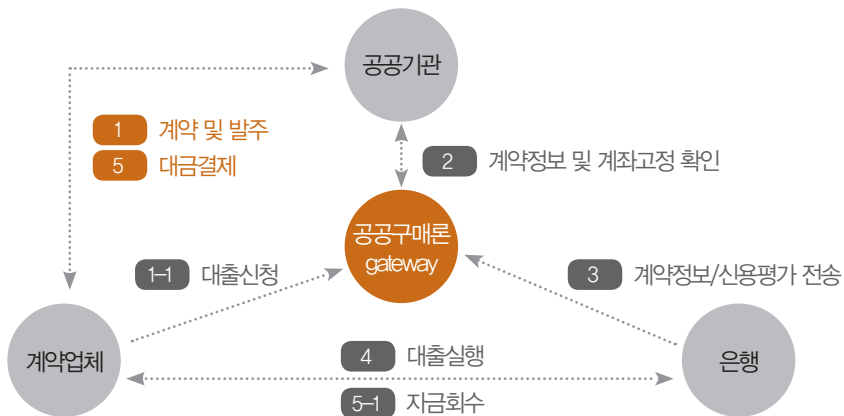 공공기관
1 계약 및 발주
5 대금결제
2 계약정보 및 계좌고정 확인
공공구매론
gateway
1-1 대출신청
3 계약정보/신용평가 전송
계약업체
4 대출실행
은행
5-1 자금회수